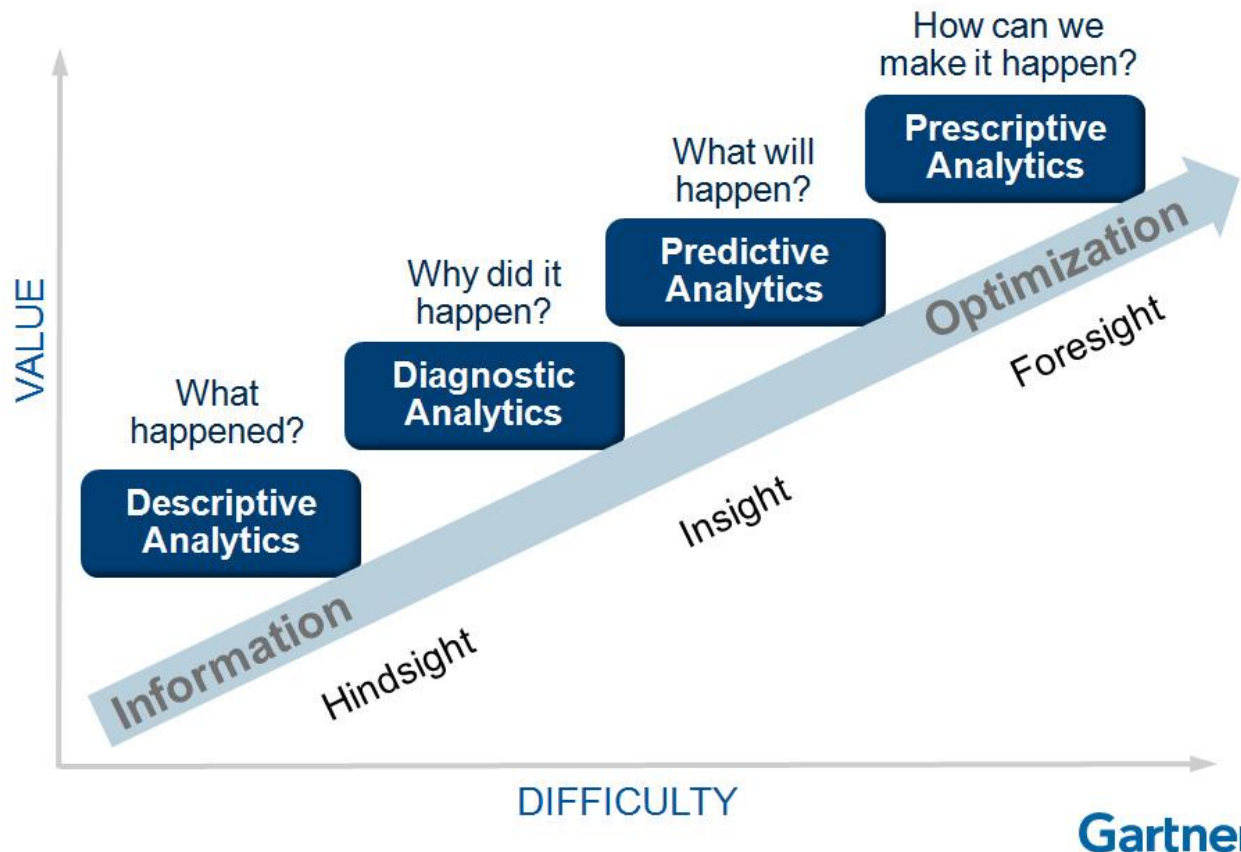 How can we
make it happen?
Prescriptive
Analytics
What will
happen?
Predictive
Analytics
Why did it
happen?
Diagnostic
Analytics
What
happened?
Descriptive
Analytics
VALUE
Information
Optimization
Hindsight
Insight
Foresight
DIFFICULTY
Gartner